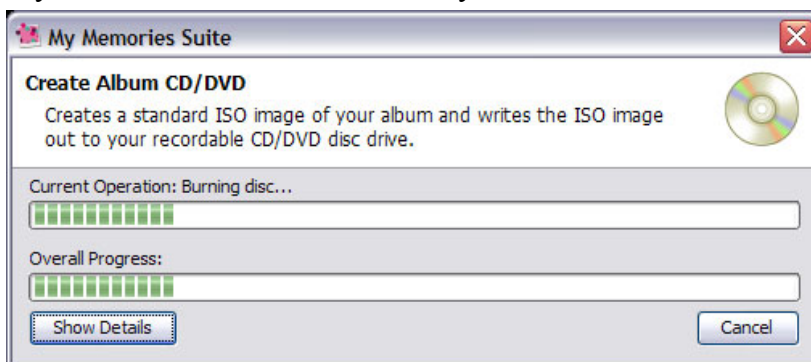 My Memories Suite
Create Album CD/DVD
Creates a standard ISO image of your album and writes the ISO image
out to your recordable CD/DVD disc drive.
Current Operation: Burning disc...
Overall Progress:
Show Details
Cancel